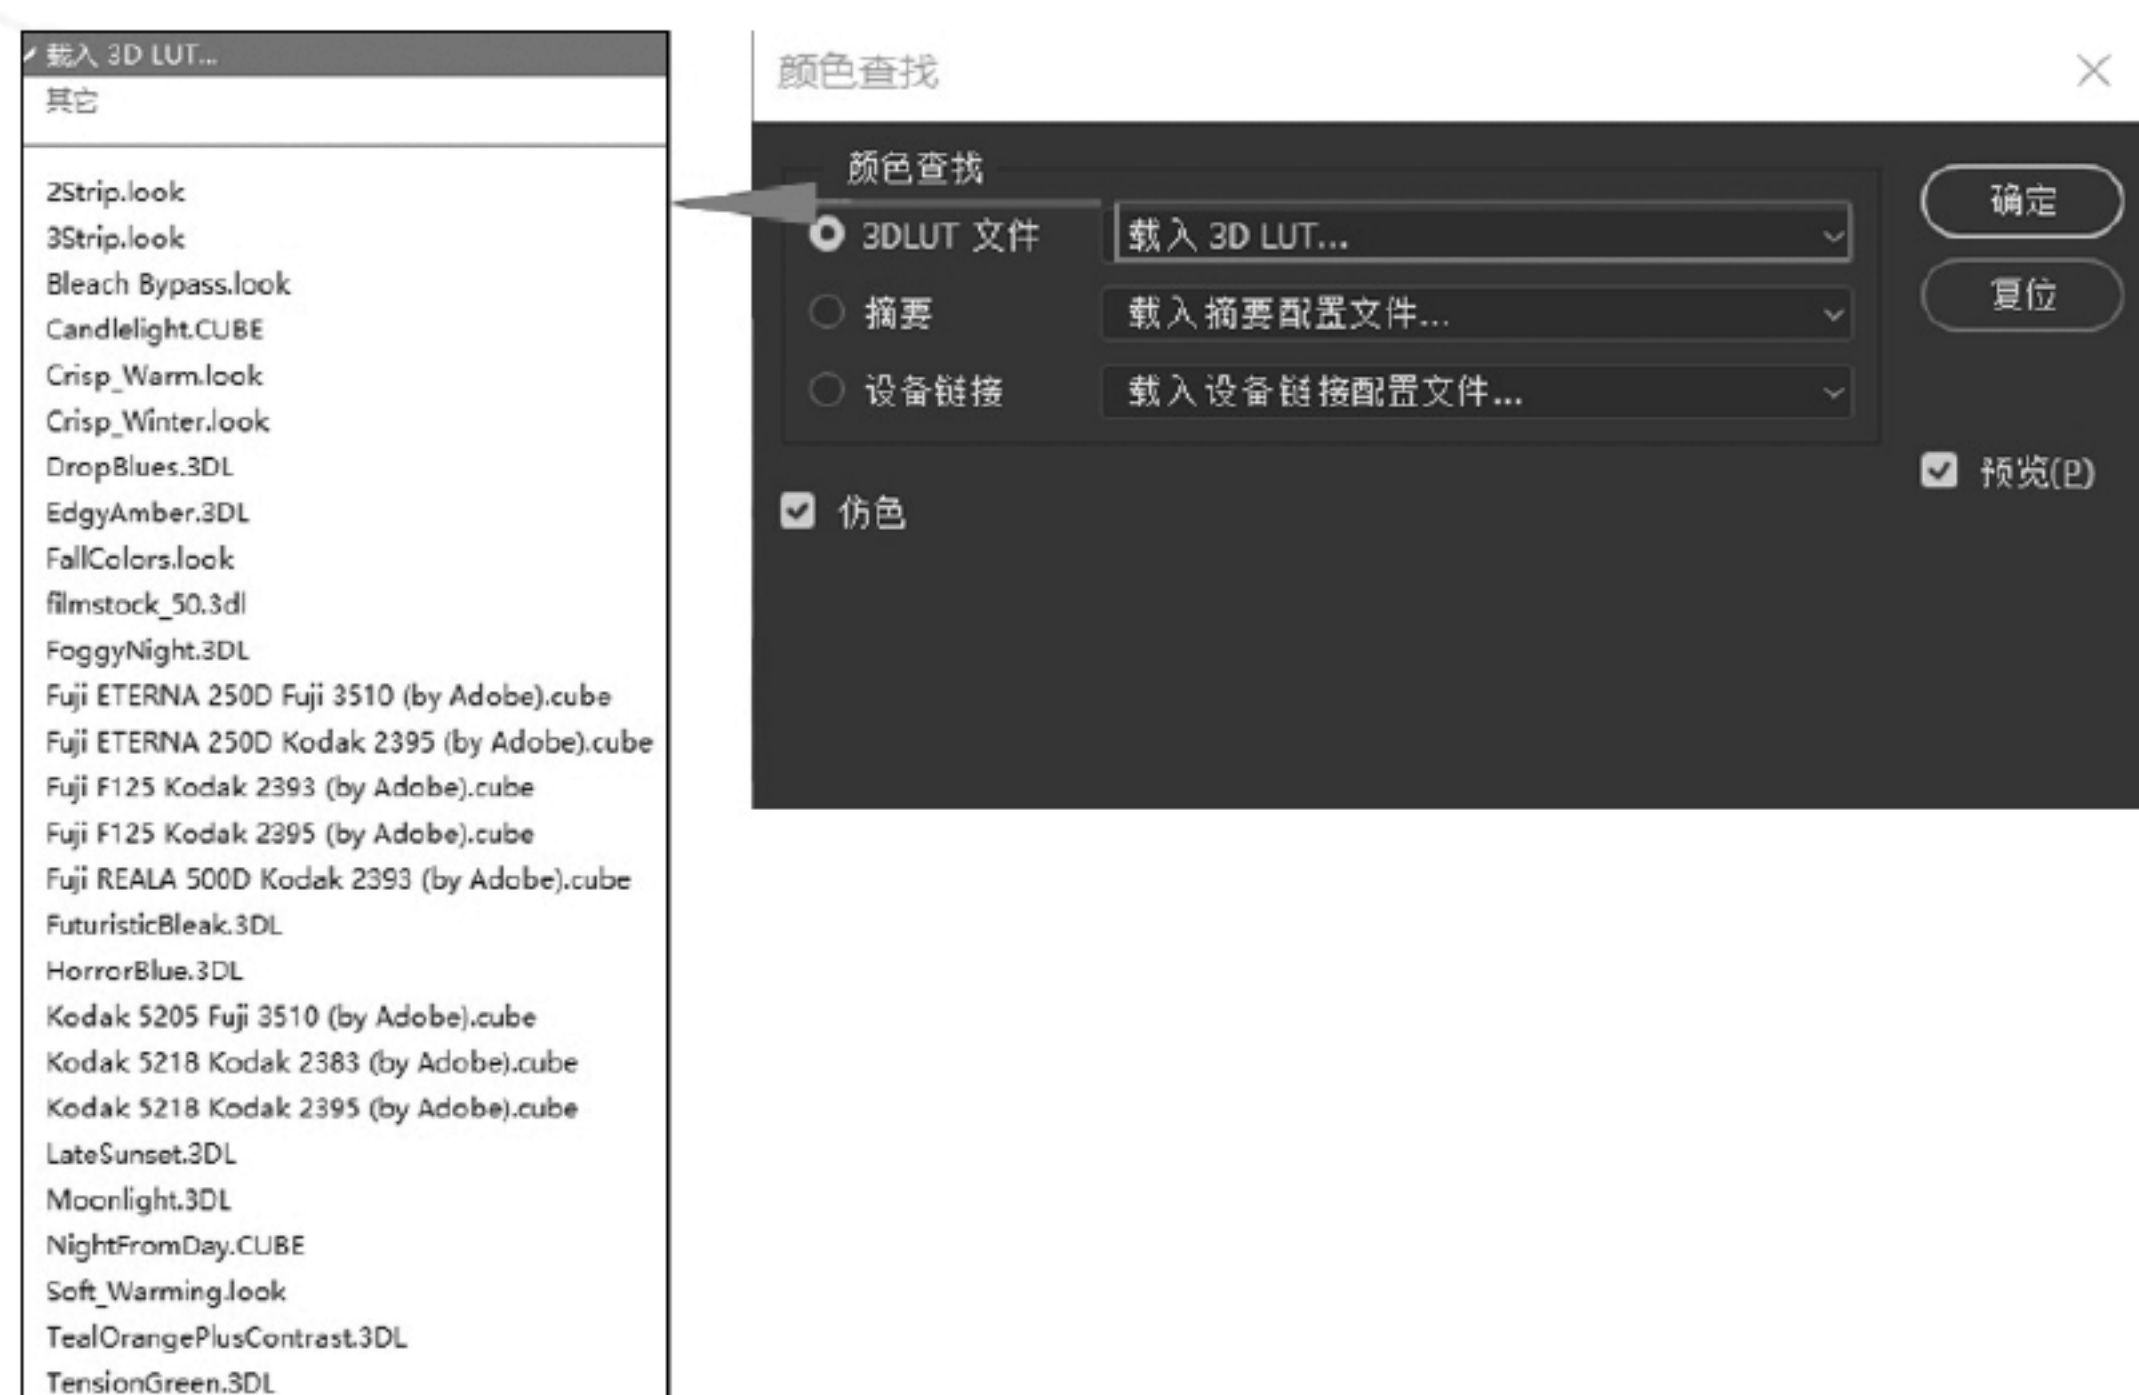 载入 3D LUT...
其它
2Strip.look
3Strip.look
Bleach Bypass.look
Candlelight.CUBE
Crisp_Warm.look
Crisp_Winter.look
DropBlues.3DL
EdgyAmber.3DL
FallColors.look
filmstock_50.3dl
FoggyNight.3DL
Fuji ETERNA 250D Fuji 3510 (by Adobe).cube
Fuji ETERNA 250D Kodak 2395 (by Adobe).cube
Fuji F125 Kodak 2393 (by Adobe).cube
Fuji F125 Kodak 2395 (by Adobe).cube
Fuji REALA 500D Kodak 2393 (by Adobe).cube
FuturisticBleak.3DL
HorrorBlue.3DL
Kodak 5205 Fuji 3510 (by Adobe).cube
Kodak 5218 Kodak 2383 (by Adobe).cube
Kodak 5218 Kodak 2395 (by Adobe).cube
LateSunset.3DL
Moonlight.3DL
NightFromDay.CUBE
Soft_Warming.look
TealOrangePlusContrast.3DL
TensionGreen.3DL
颜色查找
颜色查找
3DLUT 文件 载入 3D LUT...
摘要 载入摘要配置文件...
设备链接 载入设备链接配置文件...
仿色
确定
复位
预览(P)